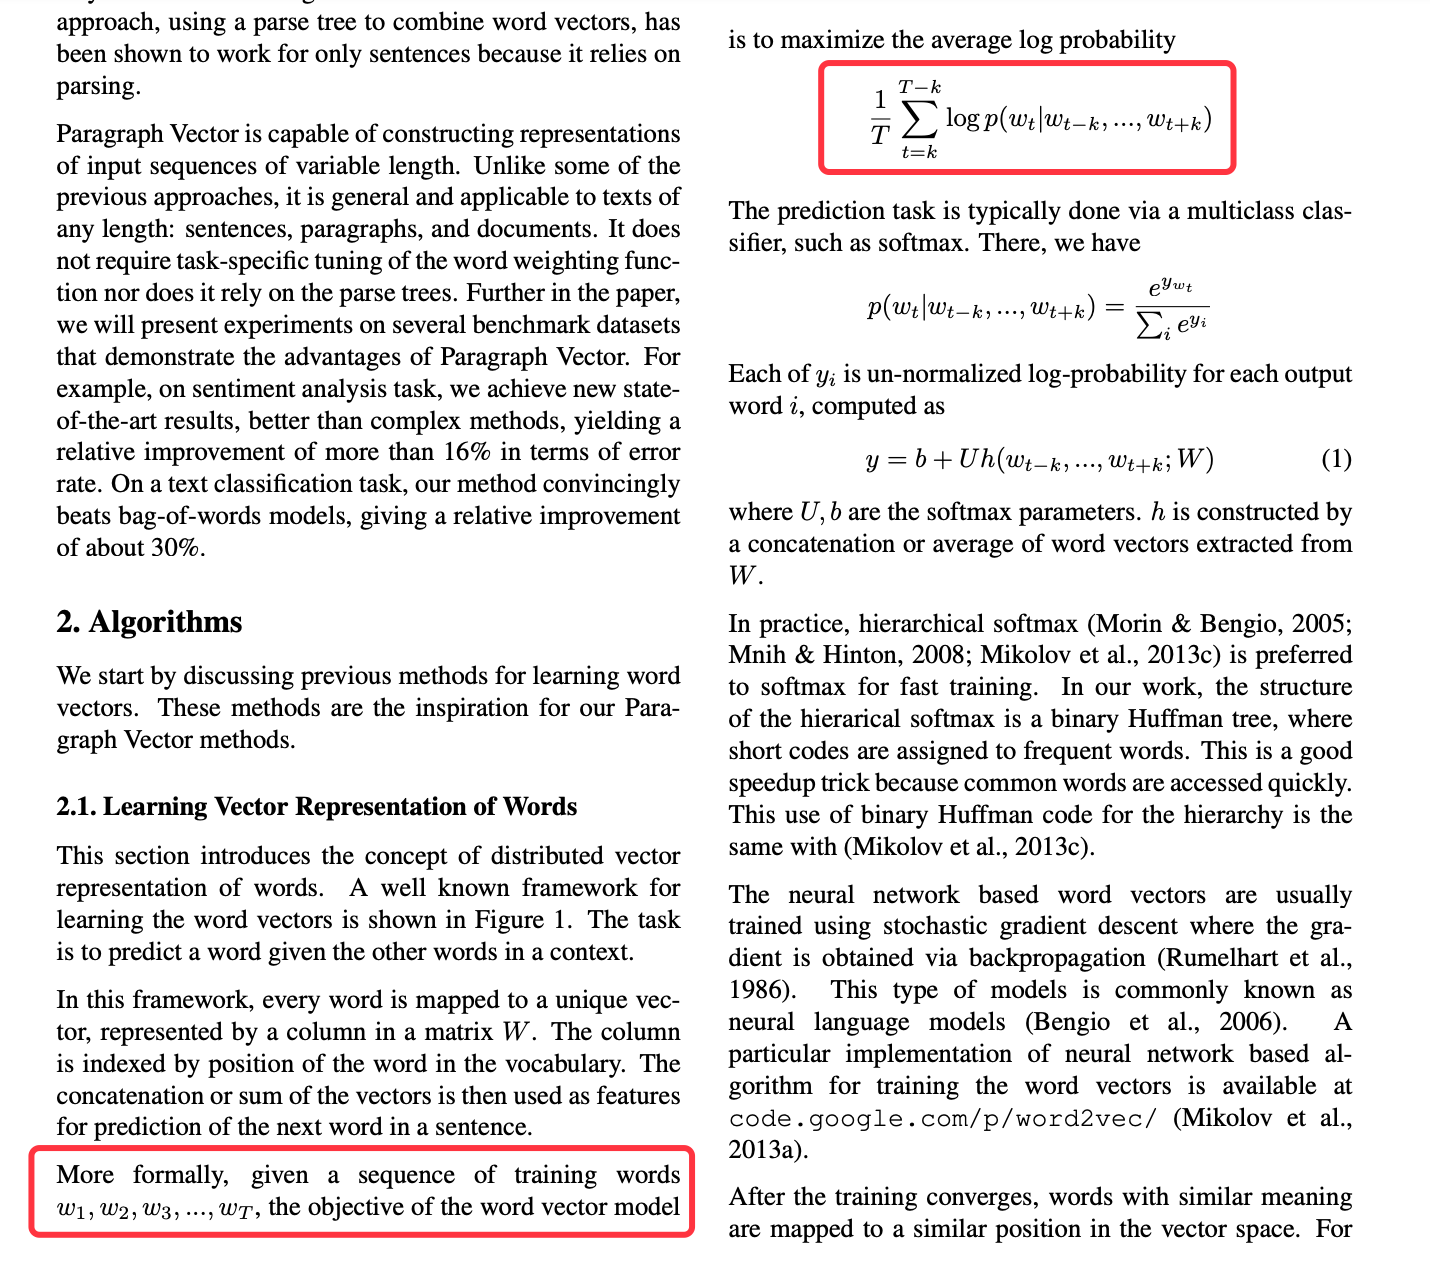 approach, using a parse tree to combine word vectors, has
been shown to work for only sentences because it relies on
parsing.
Paragraph Vector is capable of constructing representations
of input sequences of variable length. Unlike some of the
previous approaches, it is general and applicable to texts of
any length: sentences, paragraphs, and documents. It does
not require task-specific tuning of the word weighting func-
tion nor does it rely on the parse trees. Further in the paper,
we will present experiments on several benchmark datasets
that demonstrate the advantages of Paragraph Vector. For
example, on sentiment analysis task, we achieve new state-
of-the-art results, better than complex methods, yielding a
relative improvement of more than 16% in terms of error
rate. On a text classification task, our method convincingly
beats bag-of-words models, giving a relative improvement
of about 30%.
2. Algorithms
We start by discussing previous methods for learning word
vectors. These methods are the inspiration for our Para-
graph Vector methods.
2.1. Learning Vector Representation of Words
This section introduces the concept of distributed vector
representation of words. A well known framework for
learning the word vectors is shown in Figure 1. The task
is to predict a word given the other words in a context.
In this framework, every word is mapped to a unique vec-
tor, represented by a column in a matrix W. The column
is indexed by position of the word in the vocabulary. The
concatenation or sum of the vectors is then used as features
for prediction of the next word in a sentence.
More formally, given a sequence of training words
w_1, w_2, w_3, ..., w_T, the objective of the word vector model
is to maximize the average log probability
\frac{1}{T} \sum_{t=k}^{T-k} \log p(w_t|w_{t-k}, ..., w_{t+k})
The prediction task is typically done via a multiclass clas-
sifier, such as softmax. There, we have
p(w_t|w_{t-k}, ..., w_{t+k}) = \frac{e^{y_{w_t}}}{\sum_i e^{y_i}}
Each of y_i is un-normalized log-probability for each output
word i, computed as
y = b + Uh(w_{t-k}, ..., w_{t+k}; W) (1)
where U, b are the softmax parameters. h is constructed by
a concatenation or average of word vectors extracted from
W.
In practice, hierarchical softmax (Morin & Bengio, 2005;
Mnih & Hinton, 2008; Mikolov et al., 2013c) is preferred
to softmax for fast training. In our work, the structure
of the hierarical softmax is a binary Huffman tree, where
short codes are assigned to frequent words. This is a good
speedup trick because common words are accessed quickly.
This use of binary Huffman code for the hierarchy is the
same with (Mikolov et al., 2013c).
The neural network based word vectors are usually
trained using stochastic gradient descent where the gra-
dient is obtained via backpropagation (Rumelhart et al.,
1986). This type of models is commonly known as
neural language models (Bengio et al., 2006). A
particular implementation of neural network based al-
gorithm for training the word vectors is available at
code.google.com/p/word2vec/ (Mikolov et al.,
2013a).
After the training converges, words with similar meaning
are mapped to a similar position in the vector space. For